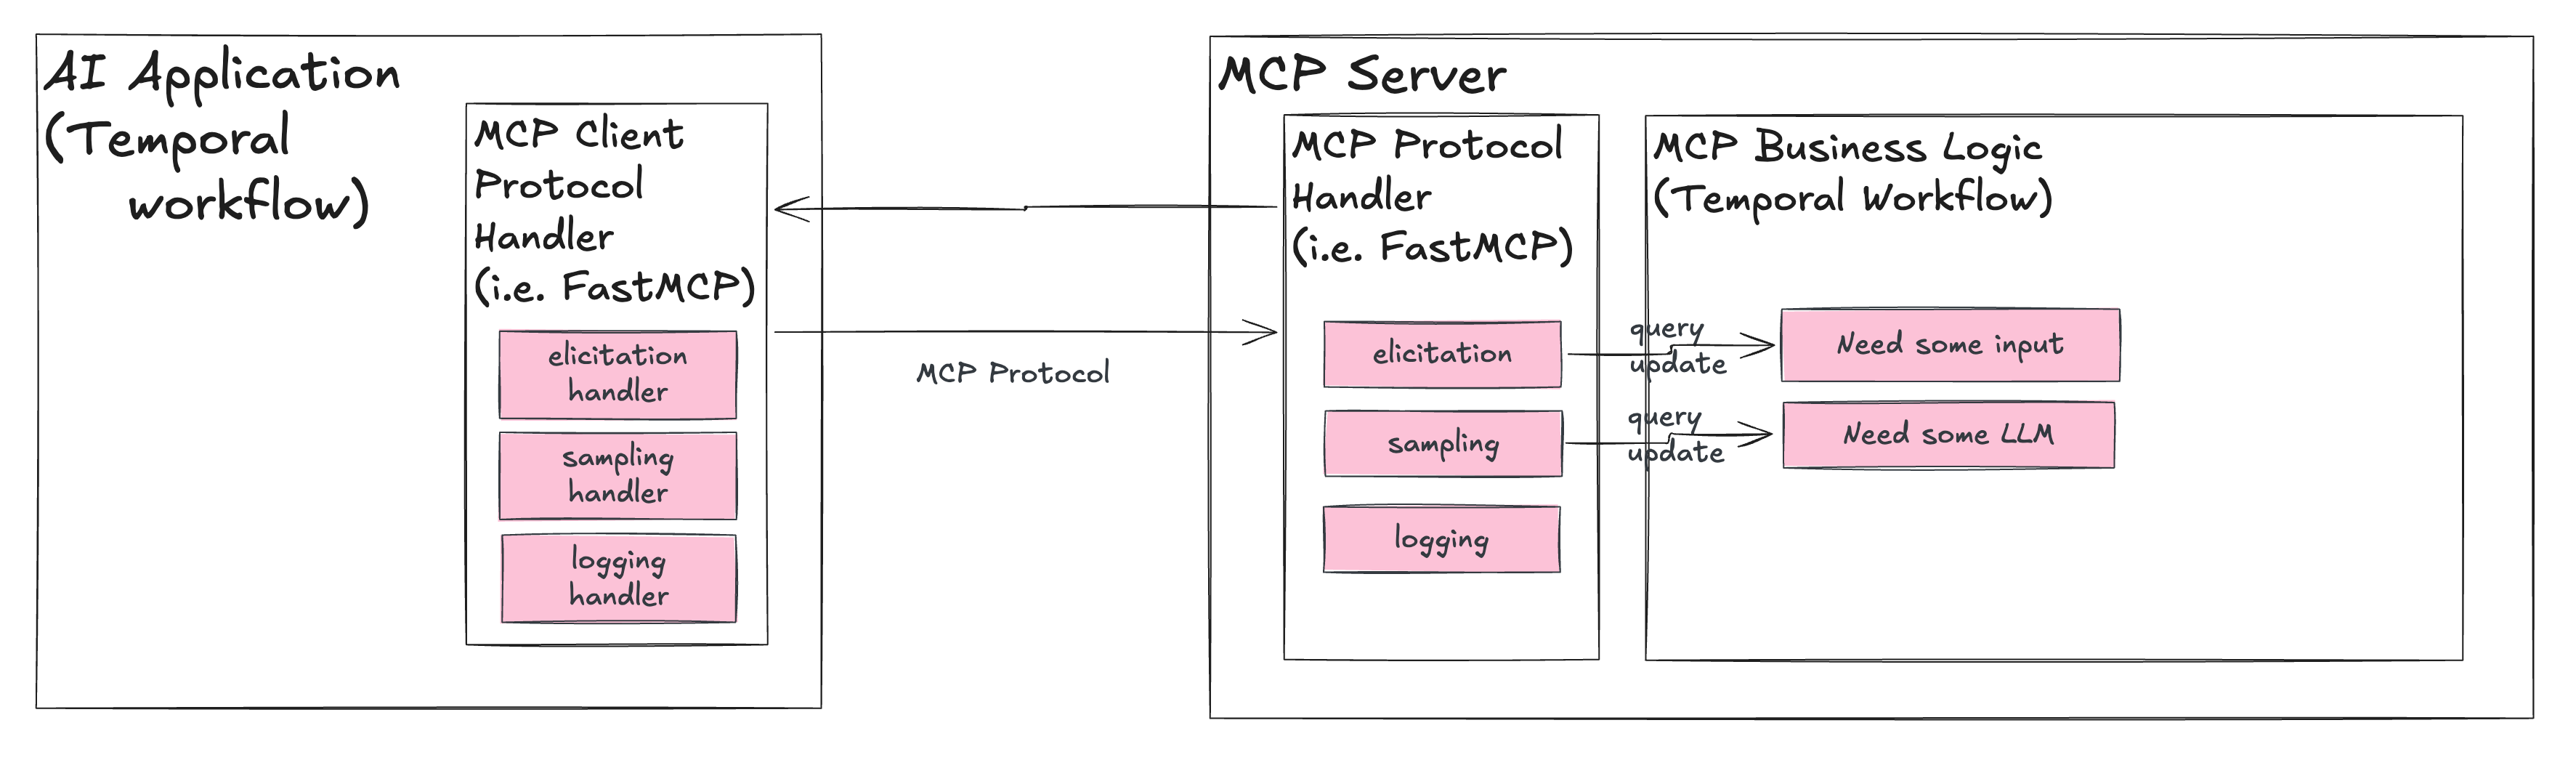 AI Application
(Temporal
workflow)
MCP Client
Protocol
Handler
(i.e. FastMCP)
elicitation
handler
sampling
handler
logging
handler
MCP Protocol
MCP Server
MCP Protocol
Handler
(i.e. FastMCP)
elicitation
sampling
logging
query
update
query
update
MCP Business Logic
(Temporal Workflow)
Need some input
Need some LLM